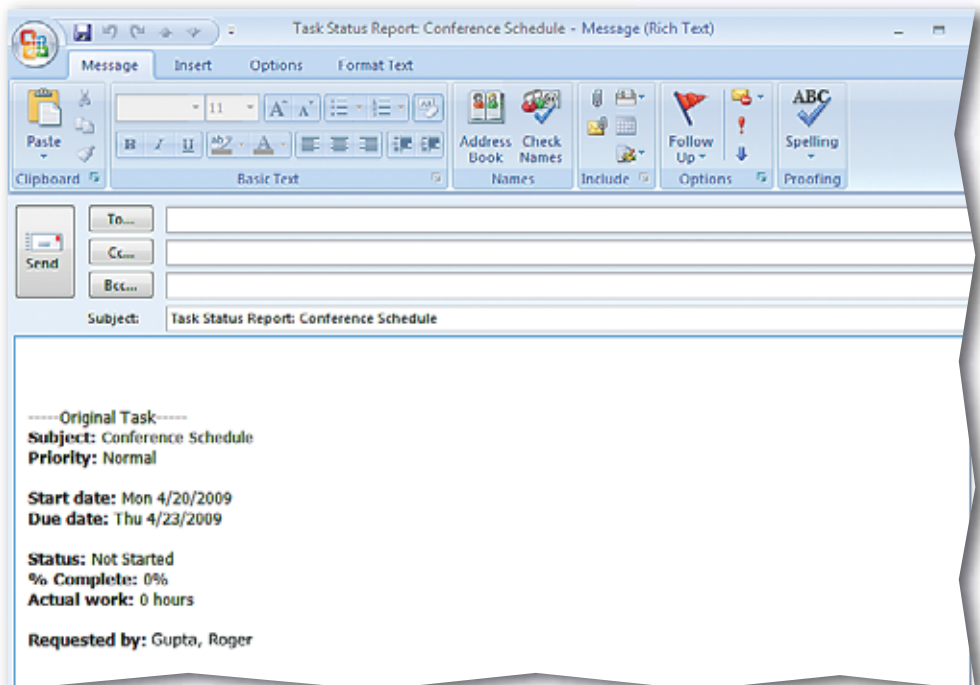 Task Status Report: Conference Schedule - Message (Rich Text)
Message Insert Options Format Text
Paste
Clipboard
11 A A
B I U ab A
Basic Text
Address Book
Check Names
Names
Include
Follow Up
Options
ABC
Spelling
Proofing
Send
To...
Cc...
Bcc...
Subject: Task Status Report: Conference Schedule
-----Original Task-----
Subject: Conference Schedule
Priority: Normal
Start date: Mon 4/20/2009
Due date: Thu 4/23/2009
Status: Not Started
% Complete: 0%
Actual work: 0 hours
Requested by: Gupta, Roger